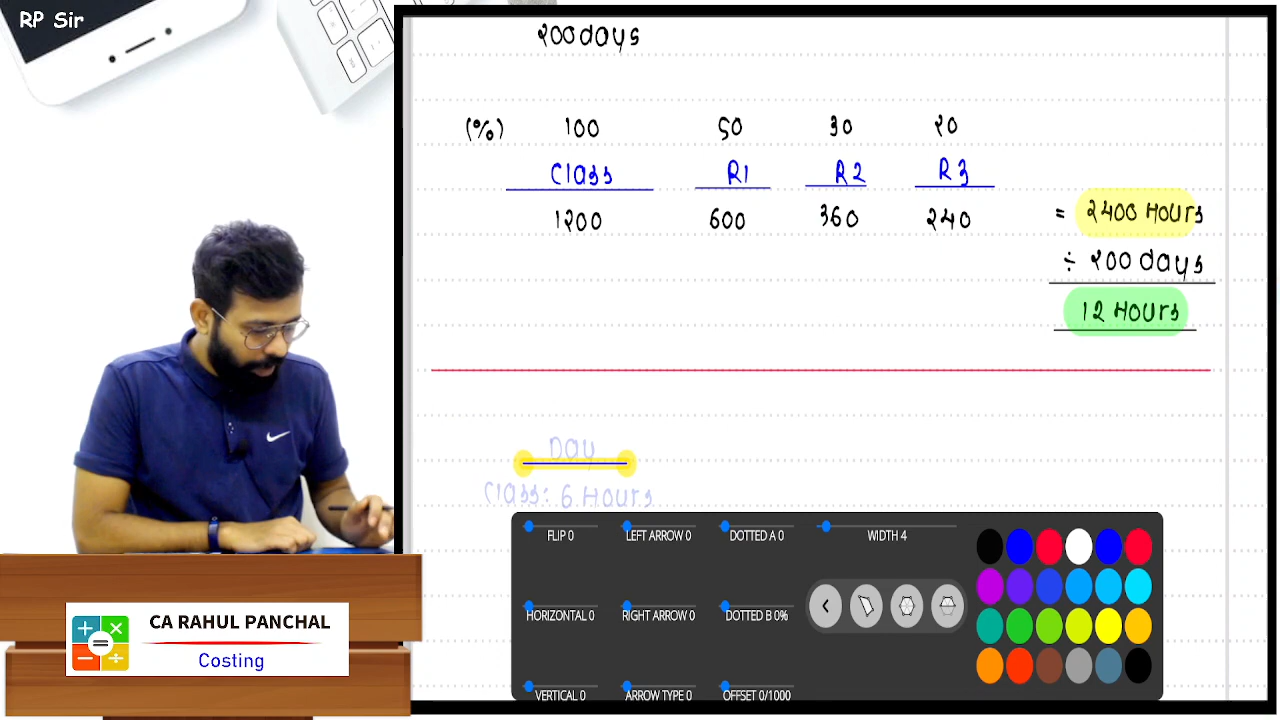 RP Sir
200 days
(%) 100 50 30 20
Class R1 R2 R3
1200 600 360 240 = 2400 Hours
÷ 200 days
12 Hours
Day
Class: 6 Hours
FLIP 0 LEFT ARROW 0 DOTTED A 0 WIDTH 4
HORIZONTAL 0 RIGHT ARROW 0 DOTTED B 0%
VERTICAL 0 ARROW TYPE 0 OFFSET 0/1000
CA RAHUL PANCHAL
Costing